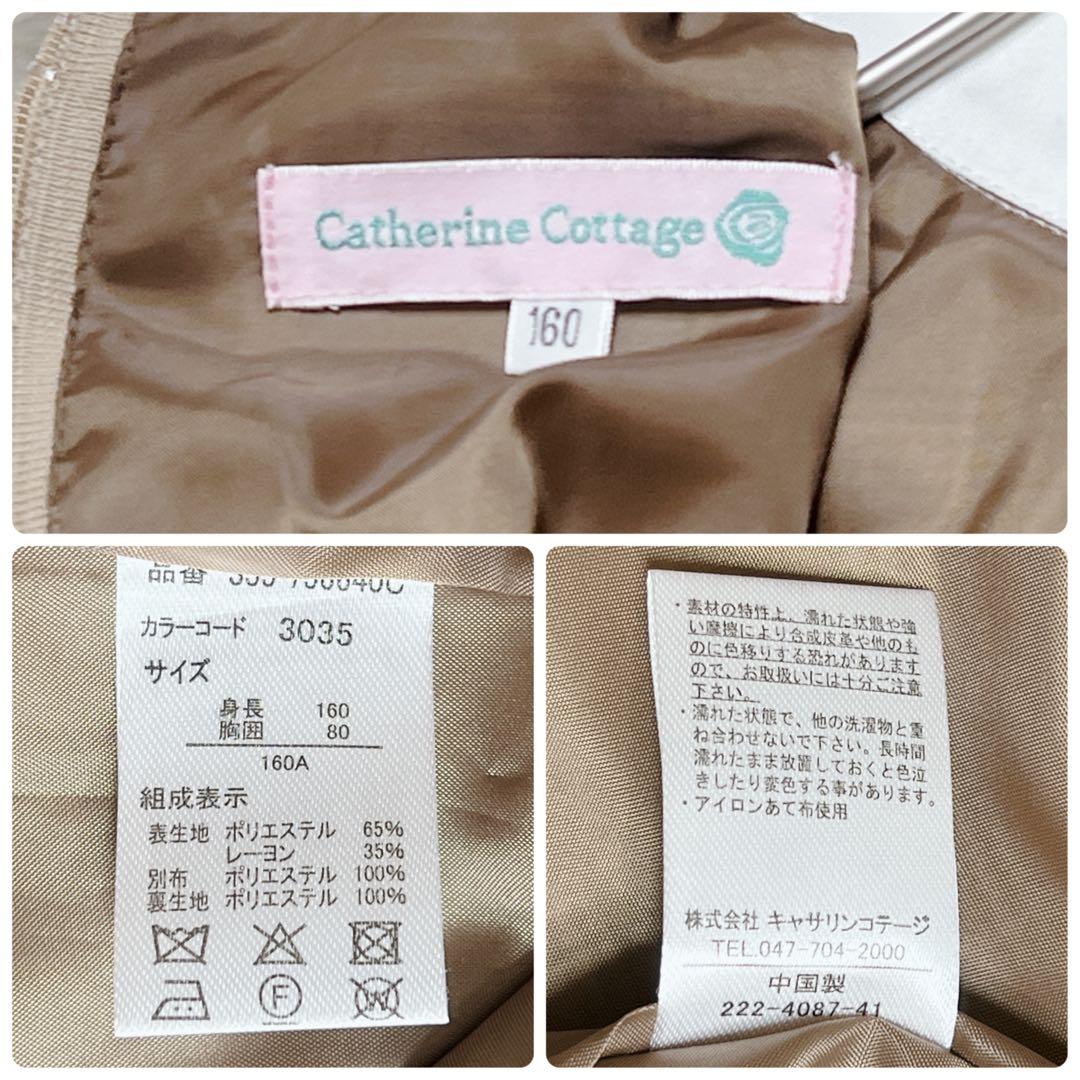 Catherine Cottage
160
カラーコード 3035
サイズ
身長 160
胸囲 80
160A
組成表示
表生地 ポリエステル 65%
レーヨン 35%
別布 ポリエステル 100%
裏生地 ポリエステル 100%
F
W
・素材の特性上、濡れた状態や強
い摩擦により合成皮革や他のも
のに色移りする恐れがあります
ので、お取扱いには十分ご注意
下さい。
・濡れた状態で、他の洗濯物と重
ね合わせないで下さい。長時間
濡れたまま放置しておくと色泣
きしたり変色する事があります。
・アイロンあて布使用
株式会社 キャサリンコテージ
TEL.047-704-2000
中国製
222-4087-41